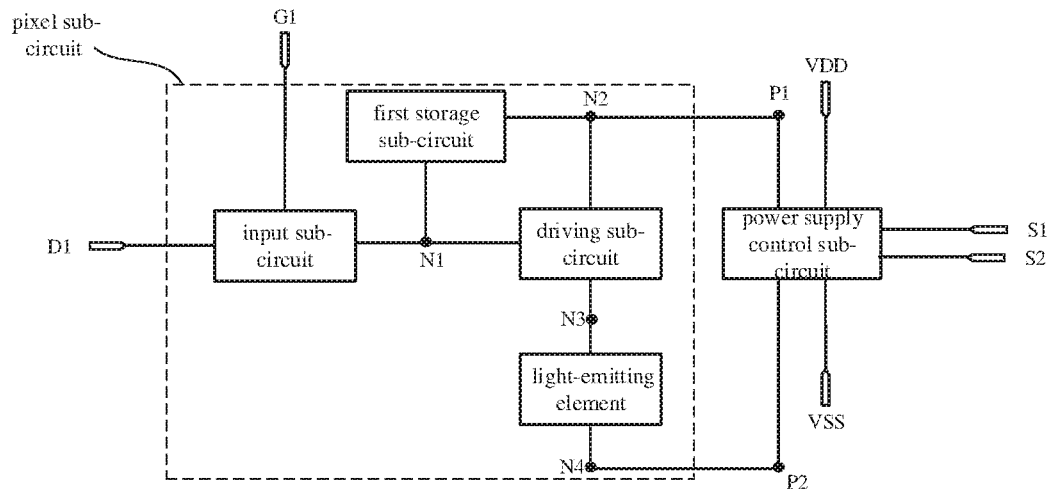 pixel sub-
circuit
G1
VDD
P1
N2
first storage
sub-circuit
D1
input sub-
circuit
N1
driving sub-
circuit
power supply
control sub-
circuit
S1
S2
N3
light-emitting
element
VSS
N4
P2